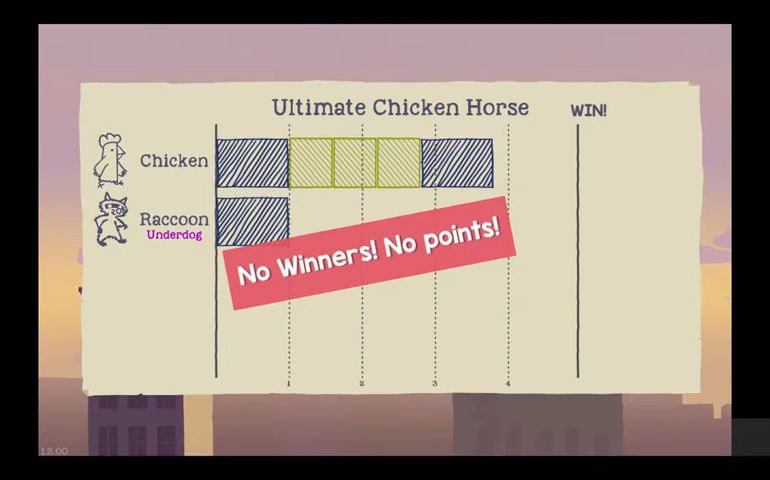 Ultimate Chicken Horse
WIN!
Chicken
Raccoon
Underdog
No Winners! No points!
1 2 3 4
12.00